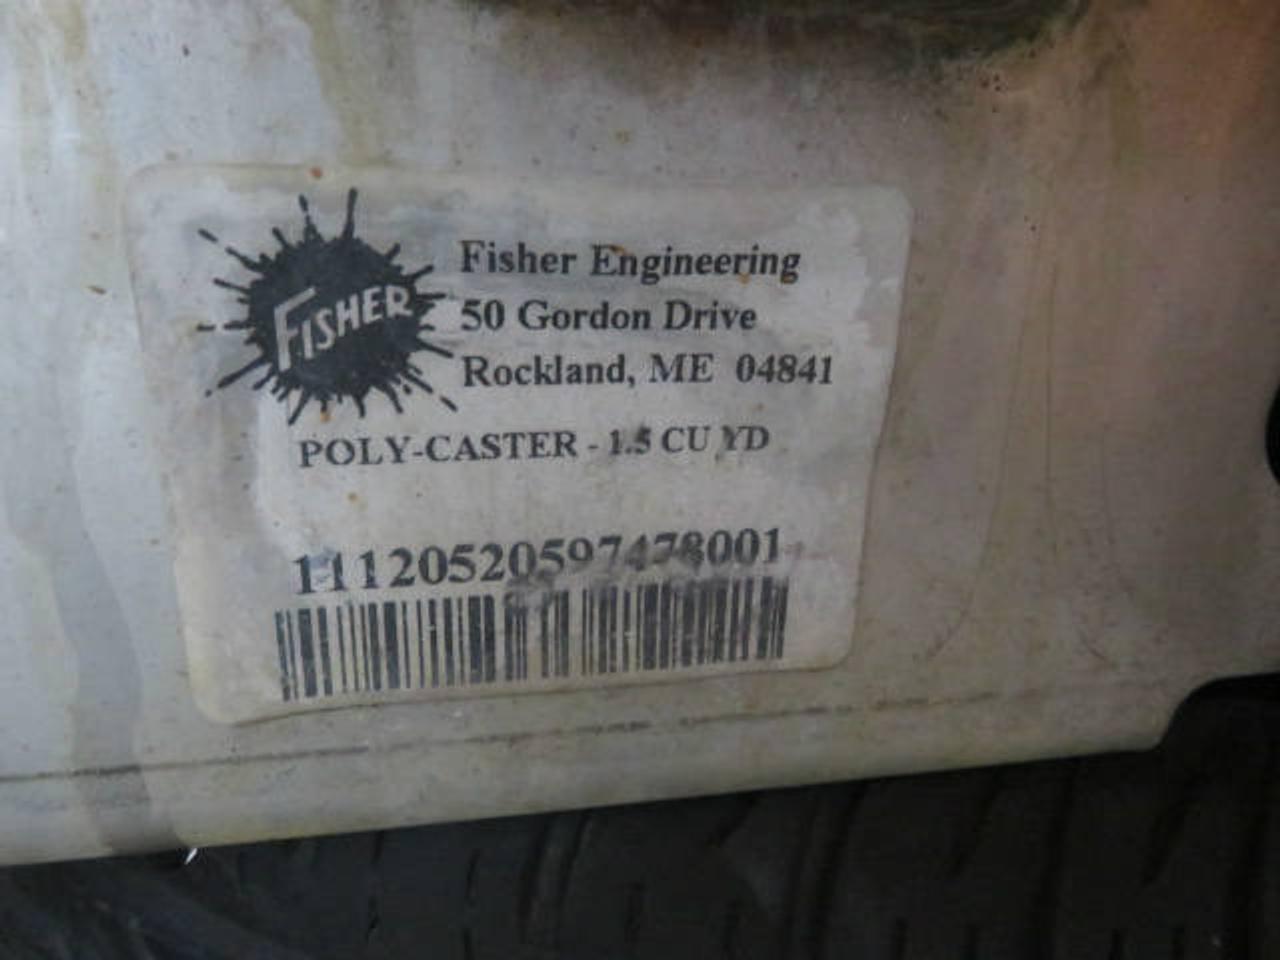 FISHER
Fisher Engineering
50 Gordon Drive
Rockland, ME 04841
POLY-CASTER - 1.5 CU YD
11120520597478001